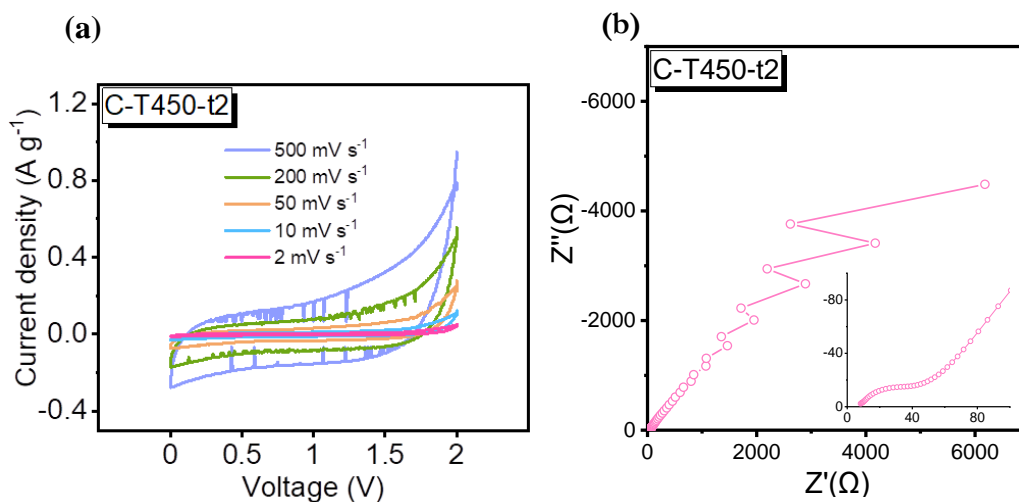 (a)
C-T450-t2
500 mV s⁻¹
200 mV s⁻¹
50 mV s⁻¹
10 mV s⁻¹
2 mV s⁻¹
Current density (A g⁻¹)
1.2
0.8
0.4
0.0
-0.4
0
0.5
1
1.5
2
Voltage (V)
(b)
C-T450-t2
Z''(Ω)
-6000
-4000
-2000
0
0
2000
4000
6000
Z'(Ω)
-80
-40
0
0
40
80